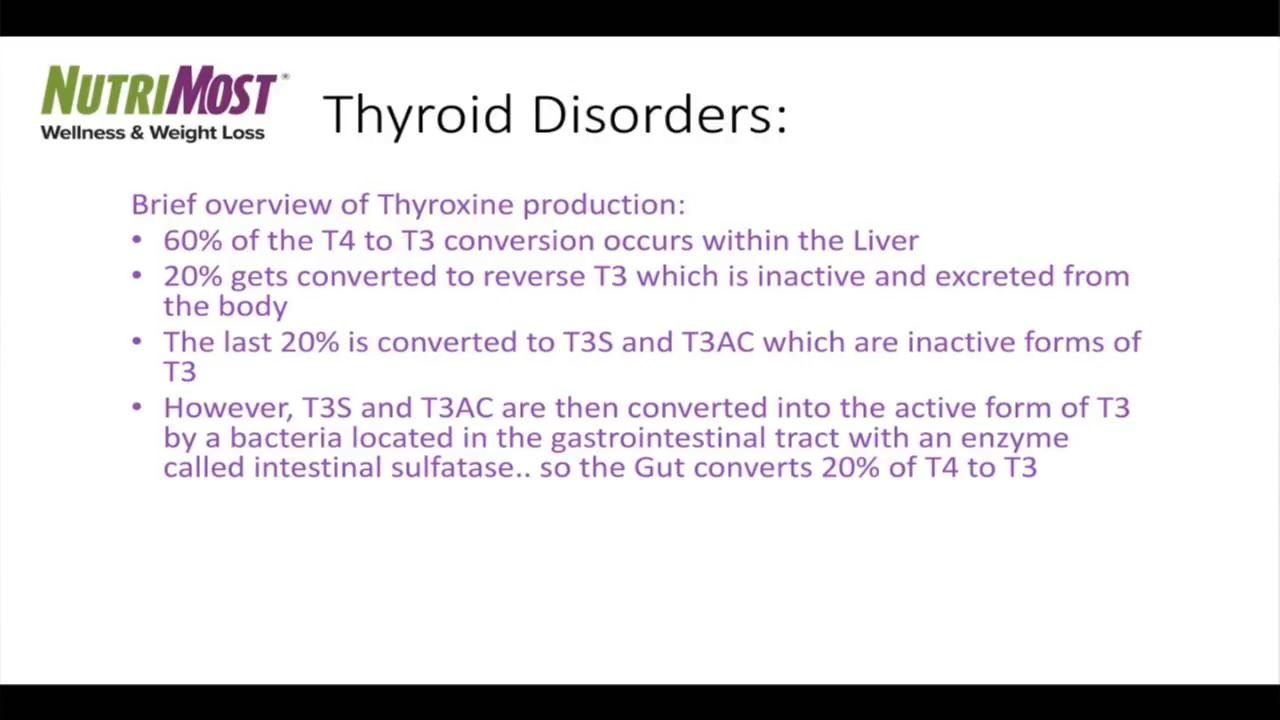 NUTRIMOST®
Wellness & Weight Loss
Thyroid Disorders:
Brief overview of Thyroxine production:
• 60% of the T4 to T3 conversion occurs within the Liver
• 20% gets converted to reverse T3 which is inactive and excreted from
the body
• The last 20% is converted to T3S and T3AC which are inactive forms of
T3
• However, T3S and T3AC are then converted into the active form of T3
by a bacteria located in the gastrointestinal tract with an enzyme
called intestinal sulfatase.. so the Gut converts 20% of T4 to T3